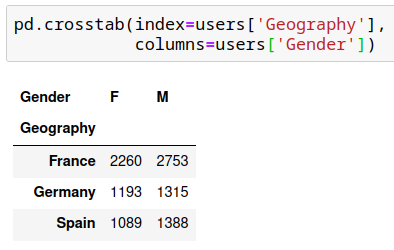 pd.crosstab(index=users['Geography'],
columns=users['Gender'])
Gender F M
Geography
France 2260 2753
Germany 1193 1315
Spain 1089 1388